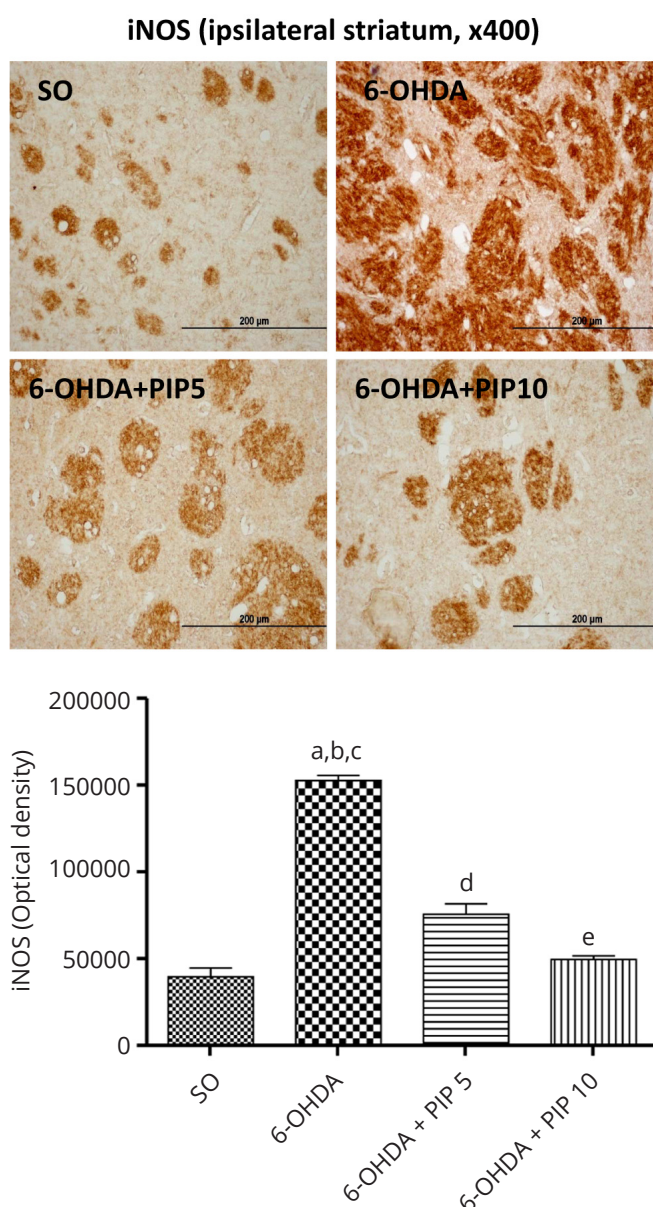 iNOS (ipsilateral striatum, x400)
SO
6-OHDA
200 µm
200 µm
6-OHDA+PIP5
6-OHDA+PIP10
200 µm
200 µm
iNOS (Optical density)
200000
150000
100000
50000
0
a,b,c
d
e
SO
6-OHDA
6-OHDA + PIP 5
6-OHDA + PIP 10